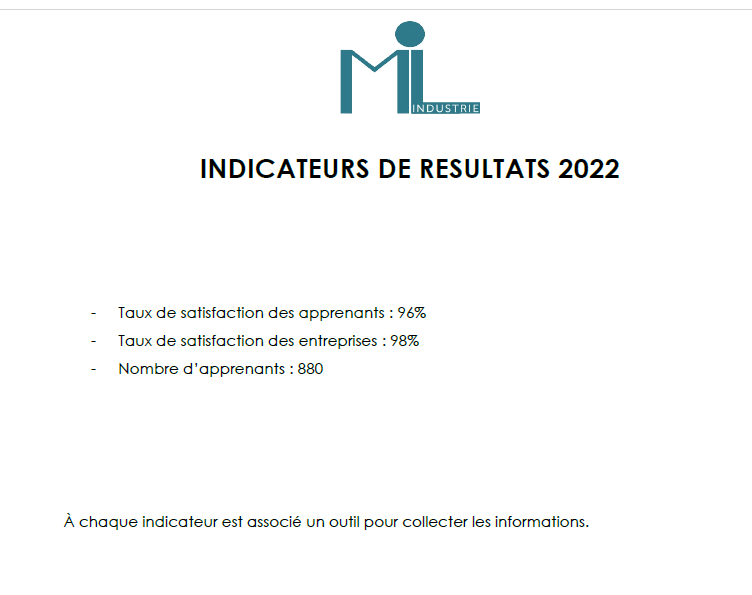 MiL
INDUSTRIE
INDICATEURS DE RESULTATS 2022
- Taux de satisfaction des apprenants : 96%
- Taux de satisfaction des entreprises : 98%
- Nombre d’apprenants : 880
À chaque indicateur est associé un outil pour collecter les informations.